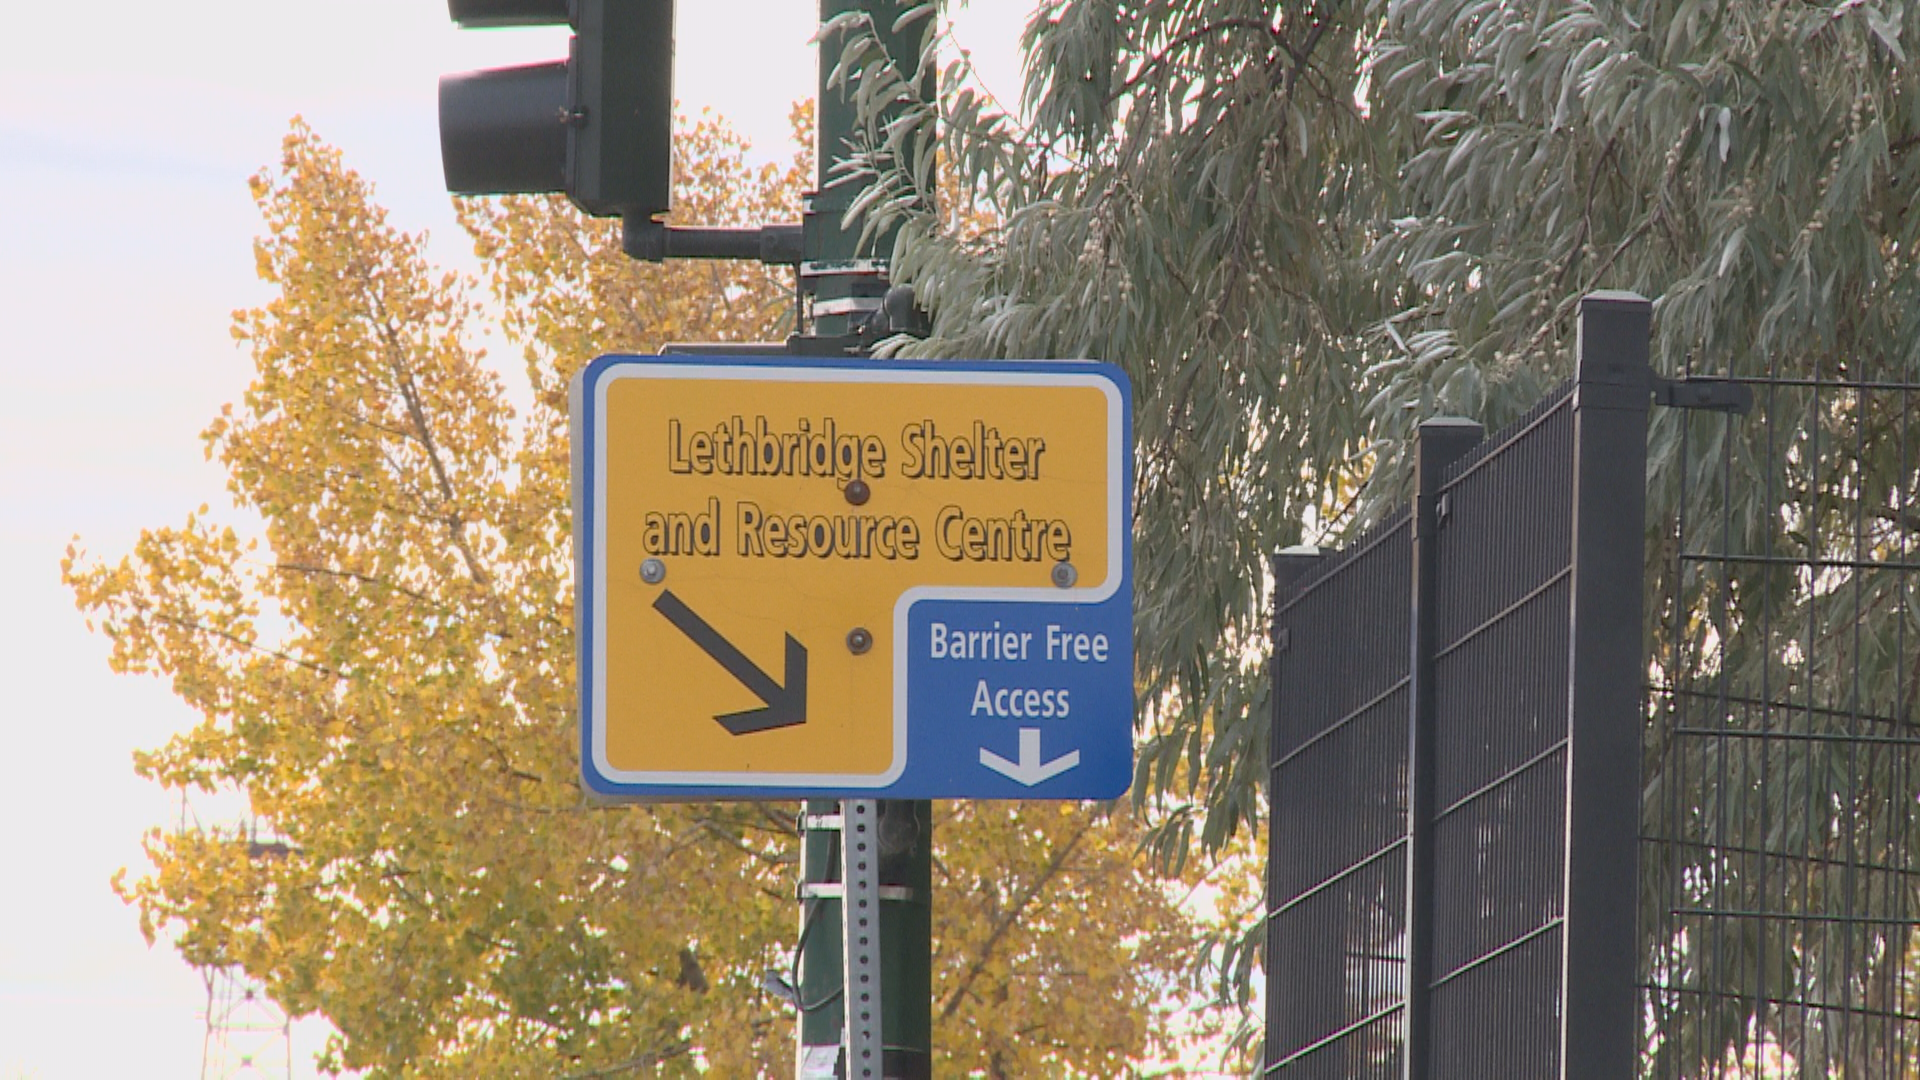 Lethbridge Shelter
and Resource Centre
Barrier Free
Access